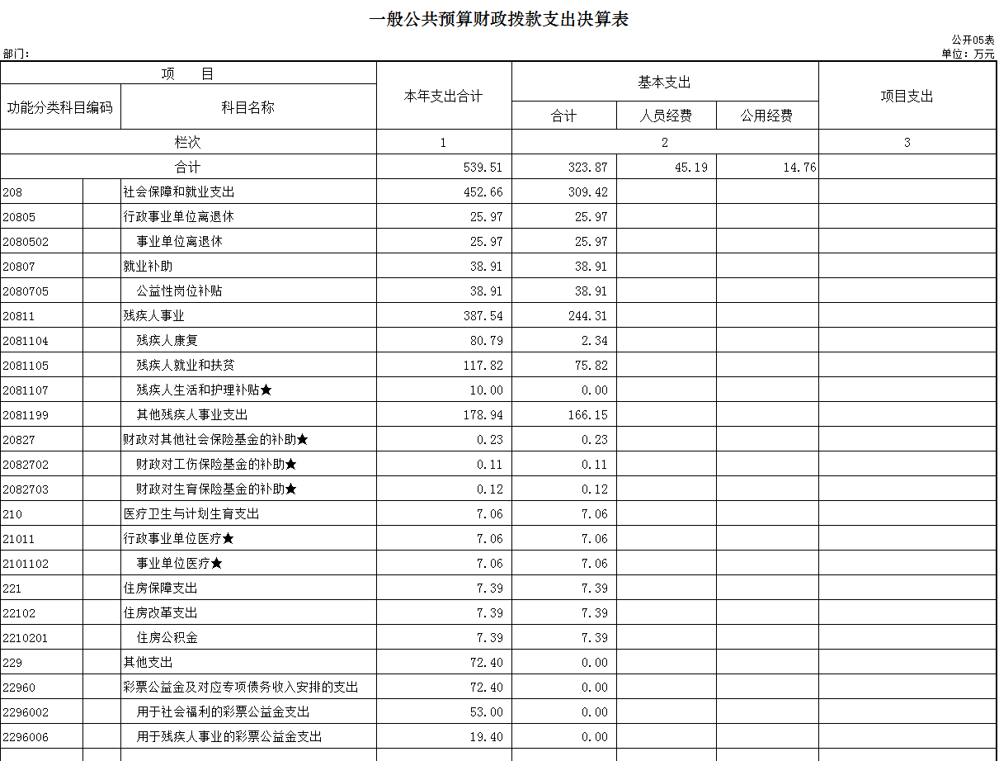 一般公共预算财政拨款支出决算表
公开05表
部门： 单位：万元
项 目 本年支出合计 基本支出 项目支出
功能分类科目编码 科目名称 合计 人员经费 公用经费
栏次 1 2 3
合计 539.51 323.87 45.19 14.76
208 社会保障和就业支出 452.66 309.42
20805 行政事业单位离退休 25.97 25.97
2080502 事业单位离退休 25.97 25.97
20807 就业补助 38.91 38.91
2080705 公益性岗位补贴 38.91 38.91
20811 残疾人事业 387.54 244.31
2081104 残疾人康复 80.79 2.34
2081105 残疾人就业和扶贫 117.82 75.82
2081107 残疾人生活和护理补贴★ 10.00 0.00
2081199 其他残疾人事业支出 178.94 166.15
20827 财政对其他社会保险基金的补助★ 0.23 0.23
2082702 财政对工伤保险基金的补助★ 0.11 0.11
2082703 财政对生育保险基金的补助★ 0.12 0.12
210 医疗卫生与计划生育支出 7.06 7.06
21011 行政事业单位医疗★ 7.06 7.06
2101102 事业单位医疗★ 7.06 7.06
221 住房保障支出 7.39 7.39
22102 住房改革支出 7.39 7.39
2210201 住房公积金 7.39 7.39
229 其他支出 72.40 0.00
22960 彩票公益金及对应专项债务收入安排的支出 72.40 0.00
2296002 用于社会福利的彩票公益金支出 53.00 0.00
2296006 用于残疾人事业的彩票公益金支出 19.40 0.00